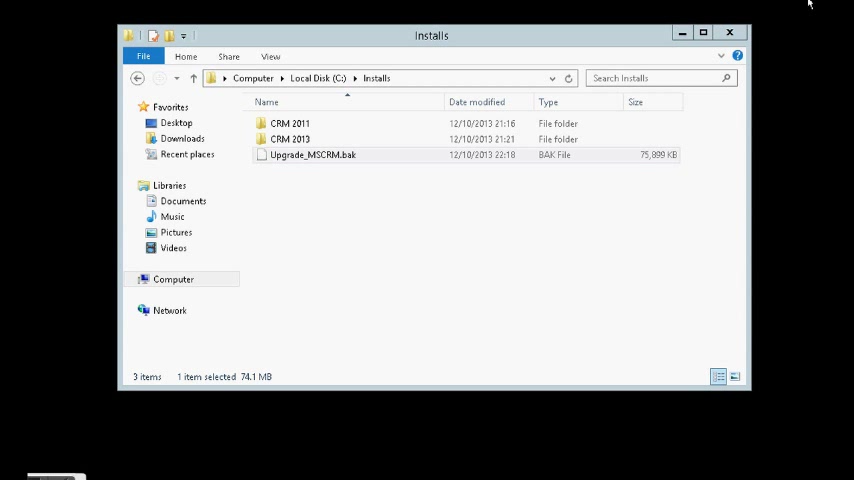 Installs
File Home Share View
Computer Local Disk (C:) Installs Search Installs
Name Date modified Type Size
Favorites
Desktop
Downloads
Recent places
Libraries
Documents
Music
Pictures
Videos
Computer
Network
CRM 2011 12/10/2013 21:16 File folder
CRM 2013 12/10/2013 21:21 File folder
Upgrade_MSCRM.bak 12/10/2013 22:18 BAK File 75,899 KB
3 items 1 item selected 74.1 MB